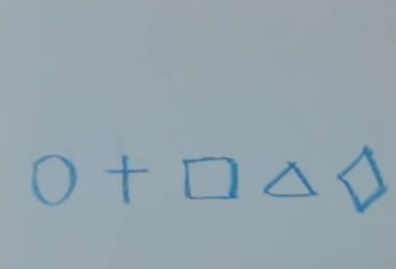 ○ + □ △ ◇